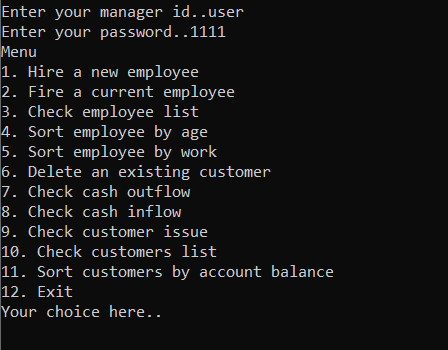 Enter your manager id..user
Enter your password..1111
Menu
1. Hire a new employee
2. Fire a current employee
3. Check employee list
4. Sort employee by age
5. Sort employee by work
6. Delete an existing customer
7. Check cash outflow
8. Check cash inflow
9. Check customer issue
10. Check customers list
11. Sort customers by account balance
12. Exit
Your choice here..